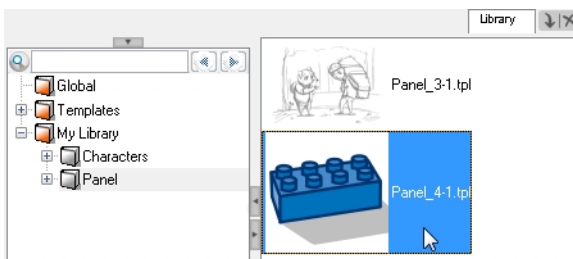 Library
Global
Templates
My Library
Characters
Panel
Panel_3-1.tpl
Panel_4-1.tpl